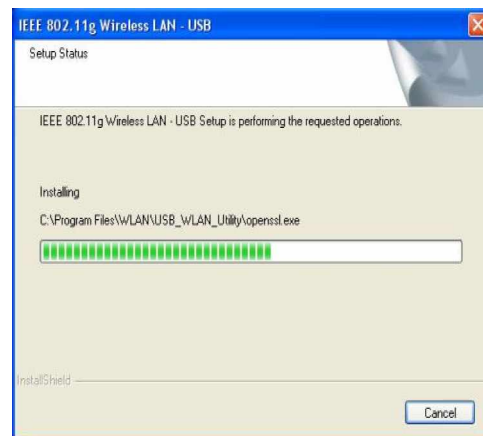 IEEE 802.11g Wireless LAN - USB
Setup Status
IEEE 802.11g Wireless LAN - USB Setup is performing the requested operations.
Installing
C:\Program Files\WLAN\USB_WLAN_Utility\openssl.exe
InstallShield
Cancel